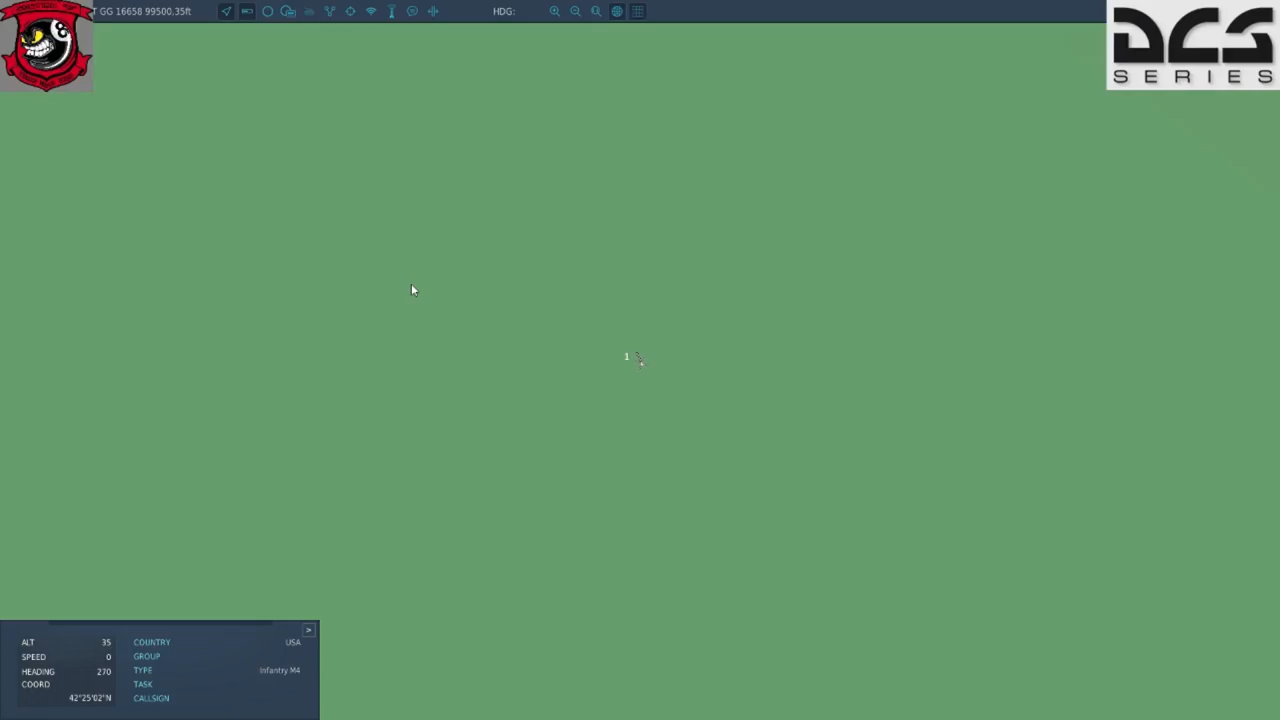 T GG 16658 99500,35ft
HDG:
DCS
SERIES
8
1
>
ALT 35
SPEED 0
HEADING 270
COORD
42°25'02"N
COUNTRY USA
GROUP
TYPE Infantry M4
TASK
CALLSIGN